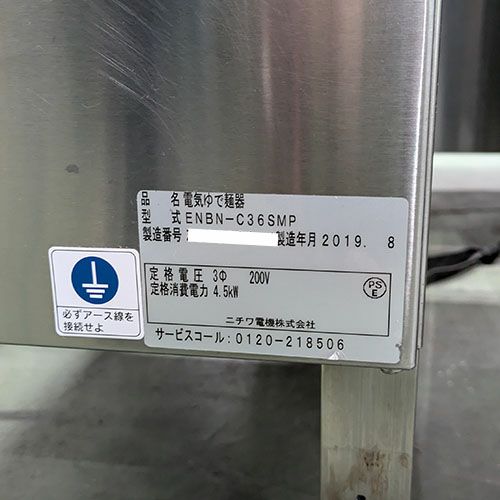 品 名 電気ゆで麺器
型 式 ENBN-C36SMP
製造番号 製造年月 2019. 8
定格電圧 3Φ 200V
定格消費電力 4.5kW
PS
E
ニチワ電機株式会社
サービスコール:0120-218506
必ずアース線を
接続せよ